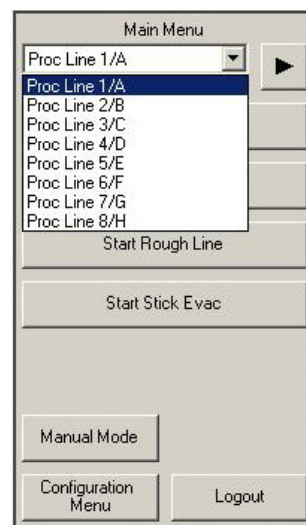 Main Menu
Proc Line 1/A
Proc Line 1/A
Proc Line 2/B
Proc Line 3/C
Proc Line 4/D
Proc Line 5/E
Proc Line 6/F
Proc Line 7/G
Proc Line 8/H
Start Rough Line
Start Stick Evac
Manual Mode
Configuration
Menu
Logout